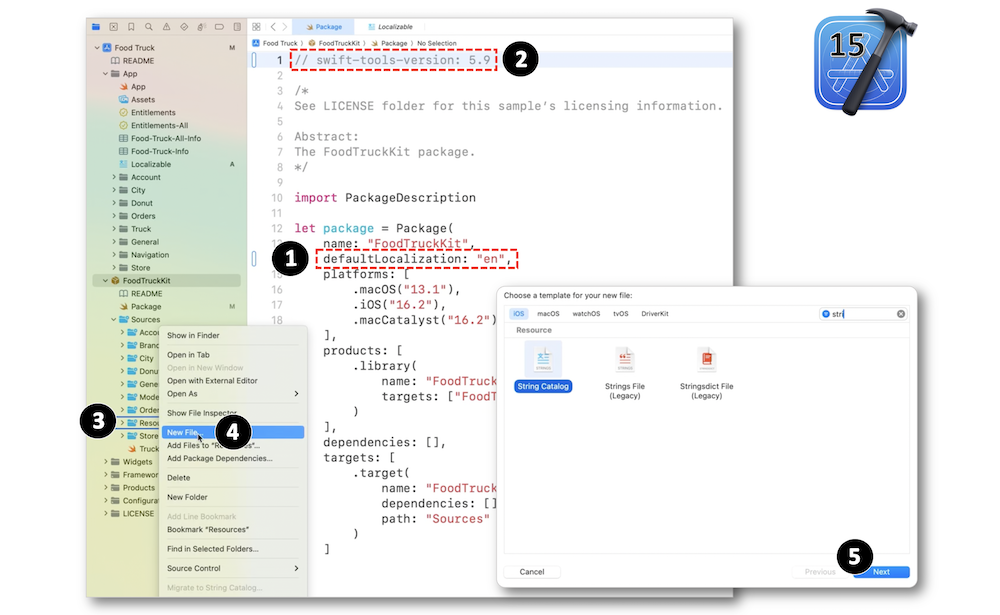 Package
Localizable
Food Truck
FoodTruckKit
Package
No Selection
Food Truck M
README
App
App
Assets
Entitlements
Entitlements-All
Food-Truck-All-Info
Food-Truck-Info
Localizable A
Account
City
Donut
Orders
Truck
General
Navigation
Store
FoodTruckKit
README
Package M
Sources
Acco
Bran
City
Donu
Gene
Mode
Orde
Reso
Store
Truck
Widgets
Framewor
Products
Configurat
LICENSE
1 // swift-tools-version: 5.9
2
3 /*
4 See LICENSE folder for this sample's licensing information.
5
6 Abstract:
7 The FoodTruckKit package.
8 */
9
10 import PackageDescription
11
12 let package = Package(
name: "FoodTruckKit",
defaultLocalization: "en",
platforms: [
16 .macOS("13.1"),
17 .iOS("16.2"),
18 .macCatalyst("16.2")
],
products: [
.library(
name: "FoodTruck
targets: ["FoodT
)
],
dependencies: [],
targets: [
.target(
name: "FoodTruck
dependencies: []
path: "Sources"
)
]
2
1
3
4
5
Show in Finder
Open in Tab
Open in New Window
Open with External Editor
Open As
Show File Inspector
New File...
Add Files to "Resources"...
Add Package Dependencies...
Delete
New Folder
Add Line Bookmark
Bookmark "Resources"
Find in Selected Folders...
Source Control
Migrate to String Catalog...
Choose a template for your new file:
iOS macOS watchOS tvOS DriverKit
stri
Resource
STRINGS
STRINGS
String Catalog
Strings File
(Legacy)
Stringsdict File
(Legacy)
Cancel
Previous
Next
15